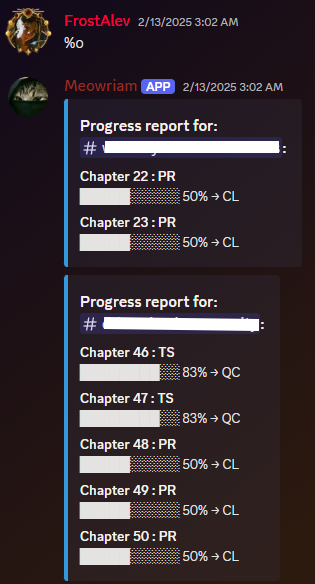 FrostAlev 2/13/2025 3:02 AM
%o
Meowriam APP 2/13/2025 3:02 AM
Progress report for:
# :
Chapter 22 : PR
█████░░░░░ 50% → CL
Chapter 23 : PR
█████░░░░░ 50% → CL
Progress report for:
# :
Chapter 46 : TS
████████░░ 83% → QC
Chapter 47 : TS
████████░░ 83% → QC
Chapter 48 : PR
█████░░░░░ 50% → CL
Chapter 49 : PR
█████░░░░░ 50% → CL
Chapter 50 : PR
█████░░░░░ 50% → CL